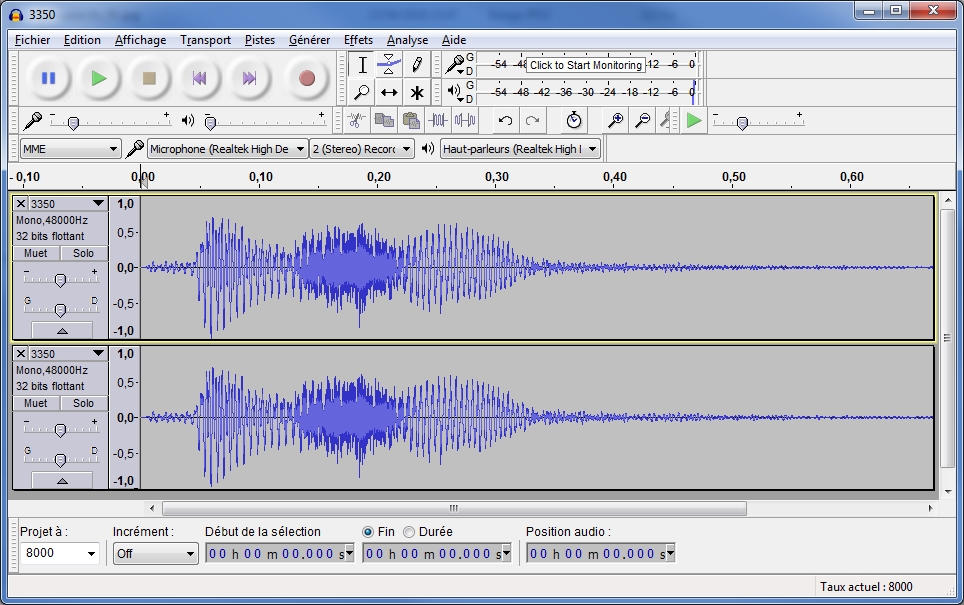 3350
Fichier Edition Affichage Transport Pistes Générer Effets Analyse Aide
G D -54 -48 Click to Start Monitoring -12 -6 0
G D -54 -48 -42 -36 -30 -24 -18 -12 -6 0
- + - + - +
MME Microphone (Realtek High De 2 (Stereo) Record Haut-parleurs (Realtek High I
-0,10 0,00 0,10 0,20 0,30 0,40 0,50 0,60
3350 1,0
Mono,48000Hz
32 bits flottant 0,5-
Muet Solo
- + 0,0-
G D -0,5-
-1,0
3350 1,0
Mono,48000Hz
32 bits flottant 0,5-
Muet Solo
- + 0,0-
G D -0,5-
-1,0
Projet à : Incrément : Début de la sélection Fin Durée Position audio :
8000 Off 00 h 00 m 00.000 s 00 h 00 m 00.000 s 00 h 00 m 00.000 s
Taux actuel : 8000